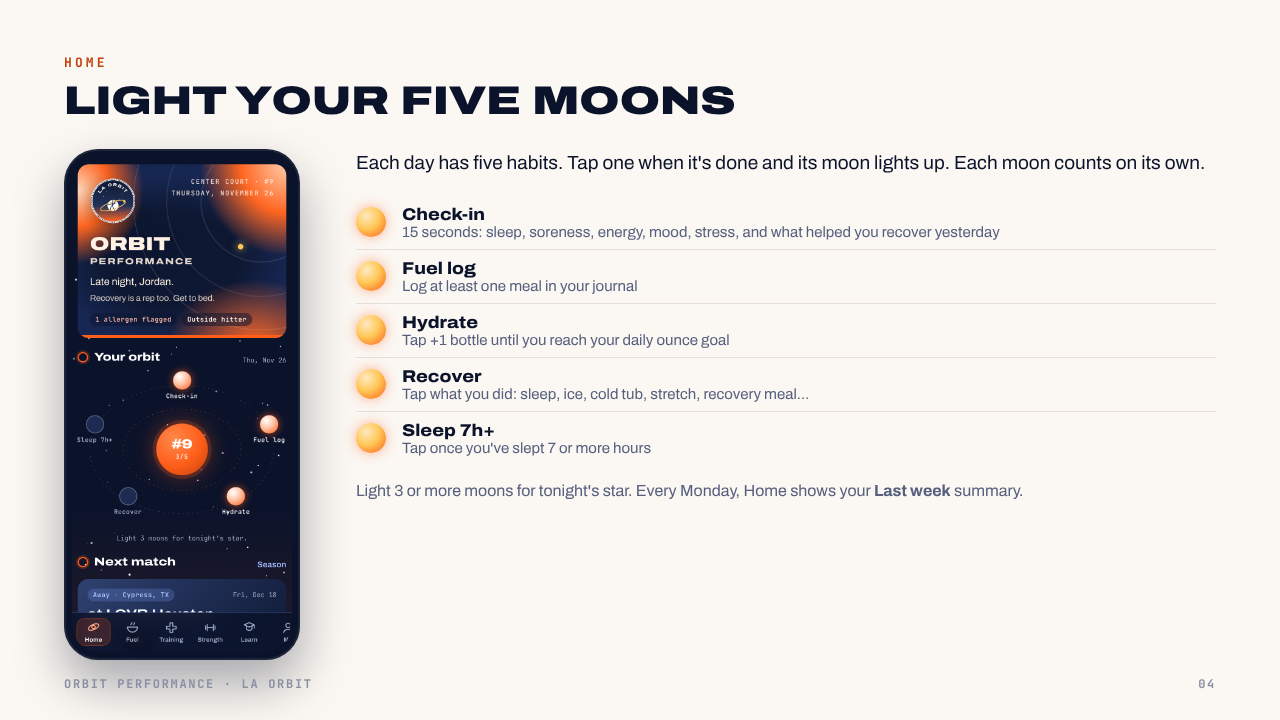 HOME
LIGHT YOUR FIVE MOONS
LA ORBIT
CENTER COURT · #9
THURSDAY, NOVEMBER 26
ORBIT
PERFORMANCE
Late night, Jordan.
Recovery is a rep too. Get to bed.
1 allergen flagged
Outside hitter
Your orbit
Thu, Nov 26
Check-in
Sleep 7h+
Fuel log
#9
3/5
Recover
Hydrate
Light 3 moons for tonight's star.
Next match
Season
Away · Cypress, TX
Fri, Dec 18
at LOVB Houston
Home
Fuel
Training
Strength
Learn
Each day has five habits. Tap one when it's done and its moon lights up. Each moon counts on its own.
Check-in
15 seconds: sleep, soreness, energy, mood, stress, and what helped you recover yesterday
Fuel log
Log at least one meal in your journal
Hydrate
Tap +1 bottle until you reach your daily ounce goal
Recover
Tap what you did: sleep, ice, cold tub, stretch, recovery meal...
Sleep 7h+
Tap once you've slept 7 or more hours
Light 3 or more moons for tonight's star. Every Monday, Home shows your Last week summary.
ORBIT PERFORMANCE · LA ORBIT
04